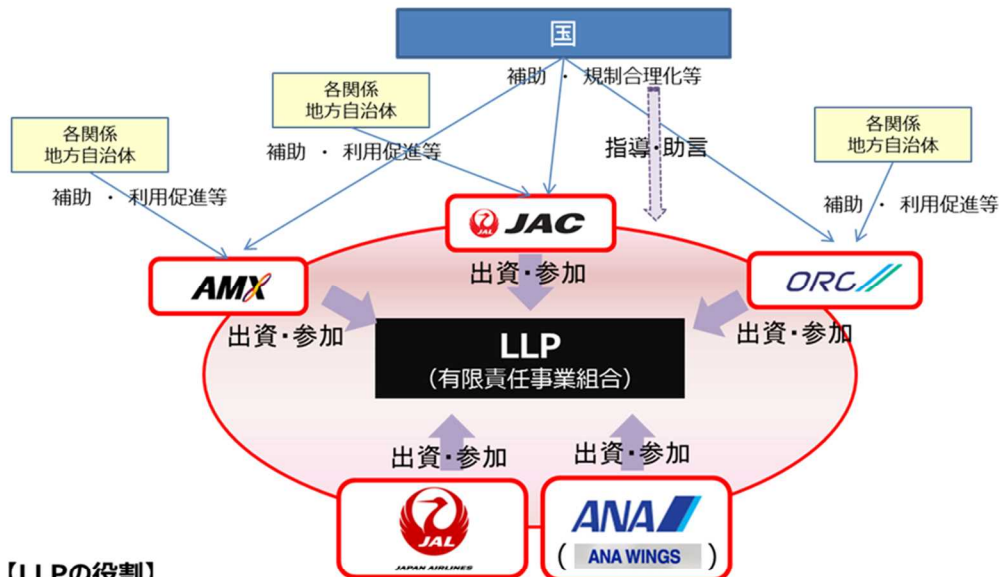 国
補助 ・ 規制合理化等
各関係
地方自治体
各関係
地方自治体
各関係
地方自治体
補助 ・ 利用促進等
指導・助言
補助 ・ 利用促進等
補助 ・ 利用促進等
JAL JAC
AMX
ORC
出資・参加
出資・参加
出資・参加
LLP
（有限責任事業組合）
出資・参加
出資・参加
JAL
JAPAN AIRLINES
ANA
( ANA WINGS )
【LLPの役割】